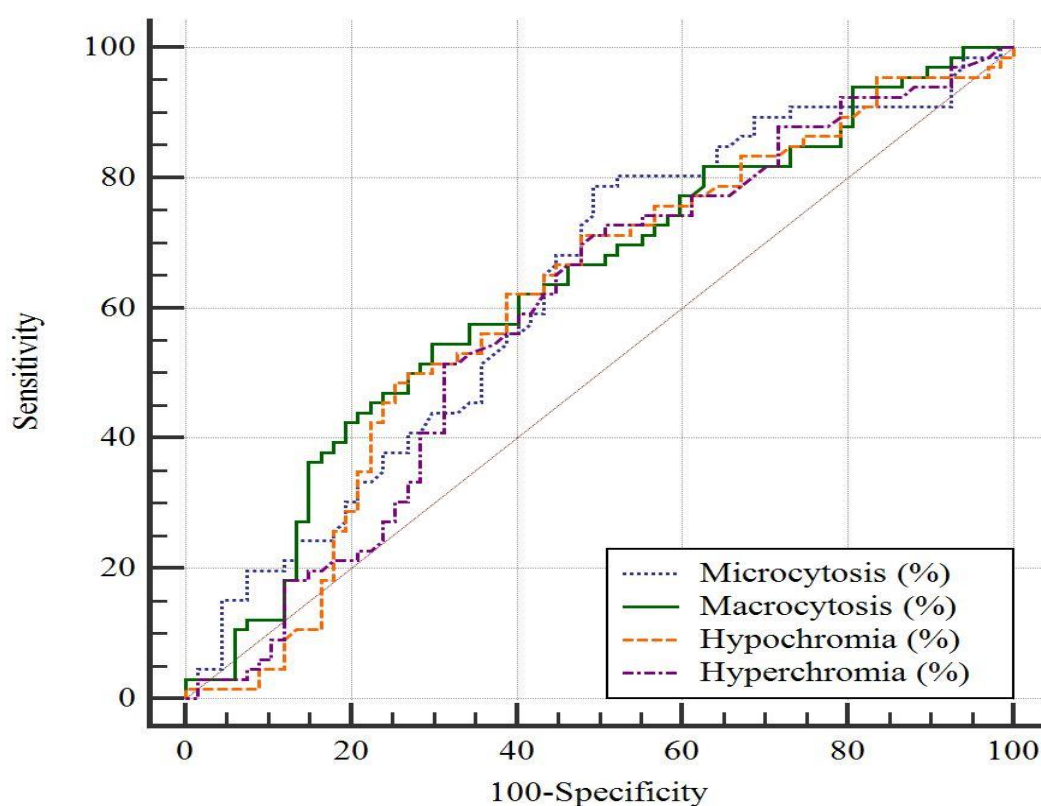 100
80
60
40
20
0
Sensitivity
Microcytosis (%)
Macrocytosis (%)
Hypochromia (%)
Hyperchromia (%)
0 20 40 60 80 100
100-Specificity